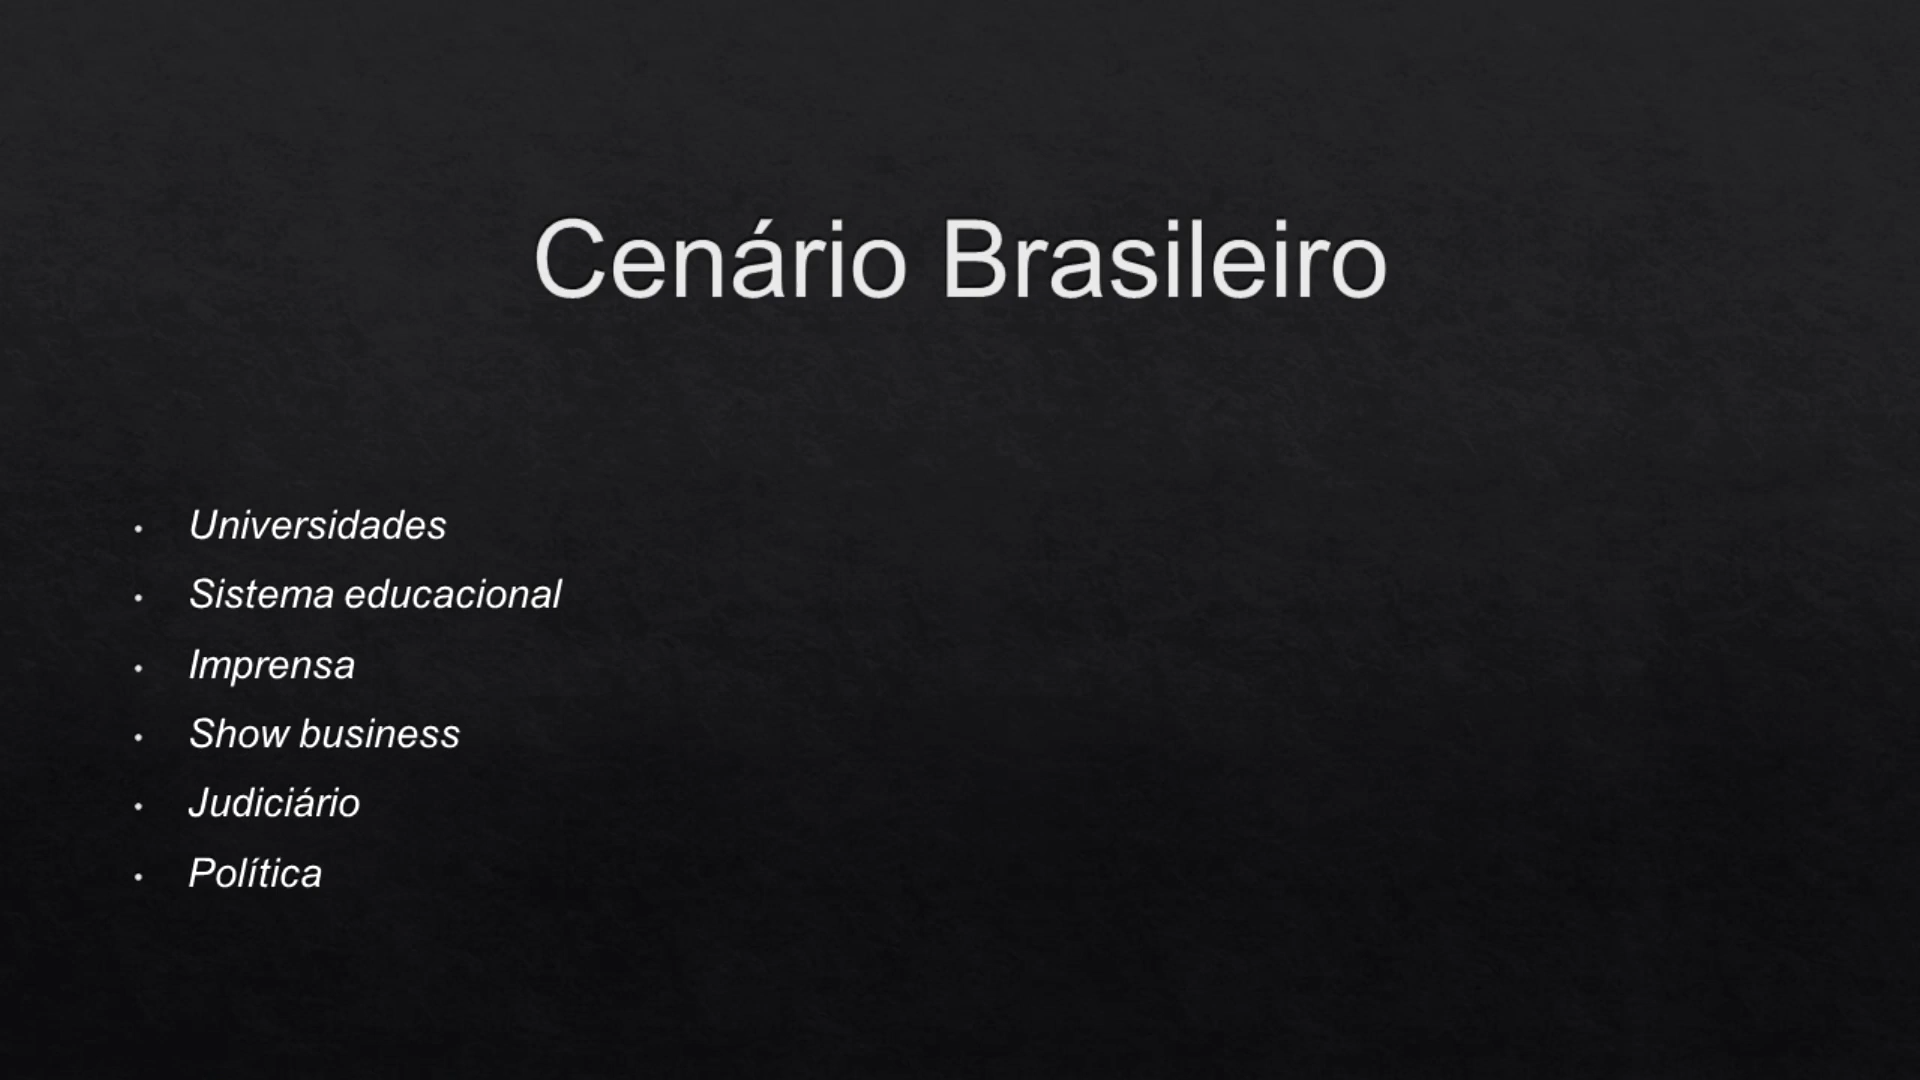 Cenário Brasileiro
• Universidades
• Sistema educacional
• Imprensa
• Show business
• Judiciário
• Política